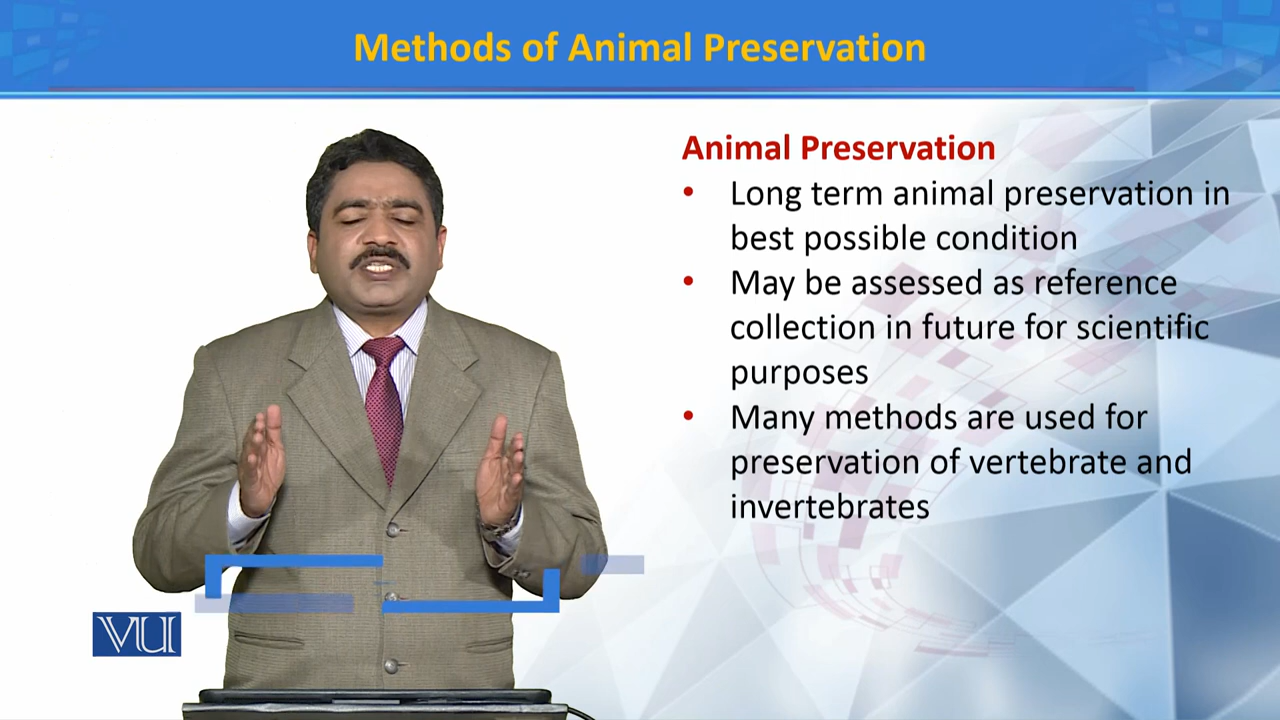 Methods of Animal Preservation
Animal Preservation
• Long term animal preservation in
best possible condition
• May be assessed as reference
collection in future for scientific
purposes
• Many methods are used for
preservation of vertebrate and
invertebrates
VU